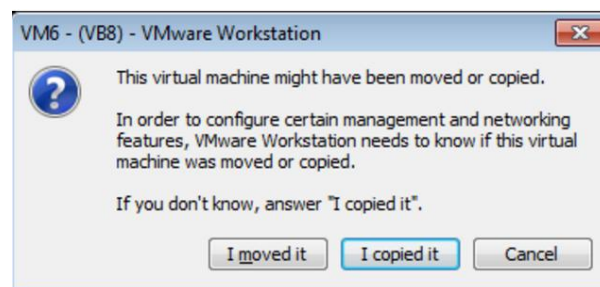 VM6 - (VB8) - VMware Workstation
This virtual machine might have been moved or copied.
In order to configure certain management and networking
features, VMware Workstation needs to know if this virtual
machine was moved or copied.
If you don't know, answer "I copied it".
I moved it I copied it Cancel